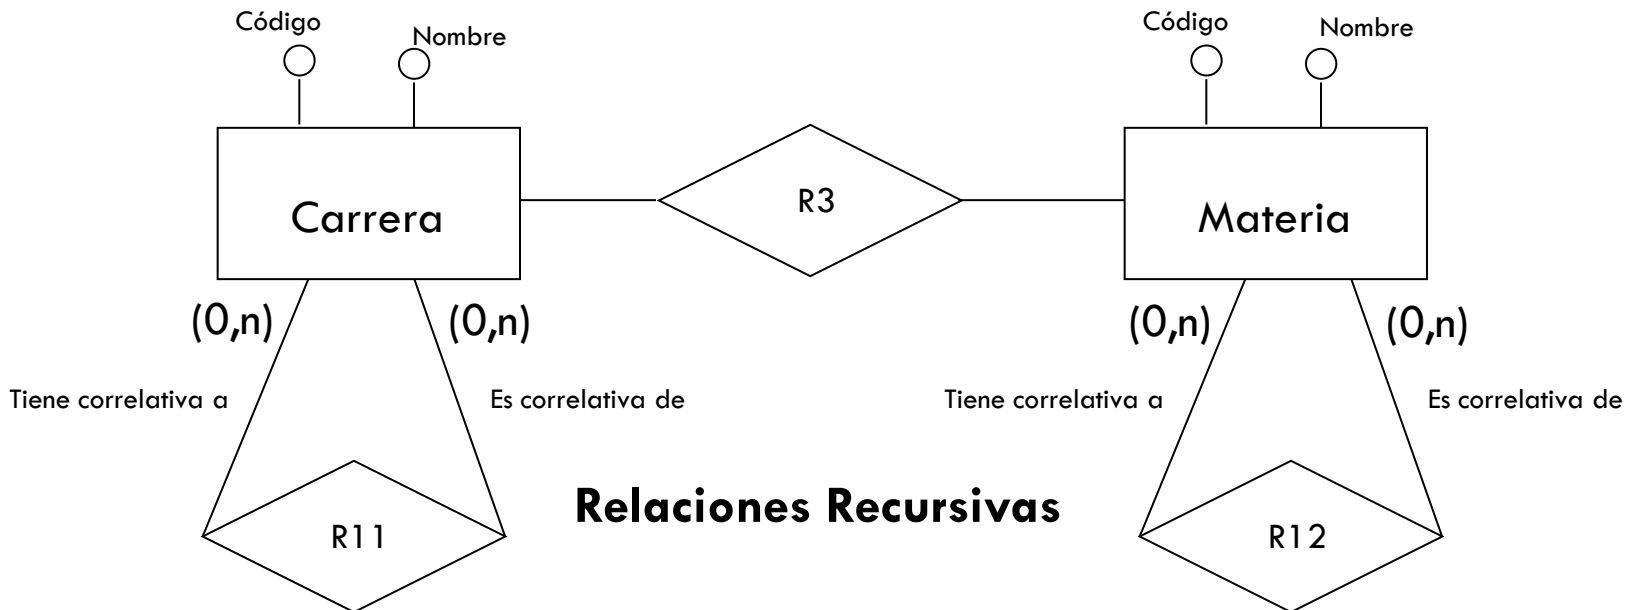 Código
Nombre
Código
Nombre
Carrera
R3
Materia
(0,n)
(0,n)
(0,n)
(0,n)
Tiene correlativa a
Es correlativa de
Tiene correlativa a
Es correlativa de
Relaciones Recursivas
R11
R12